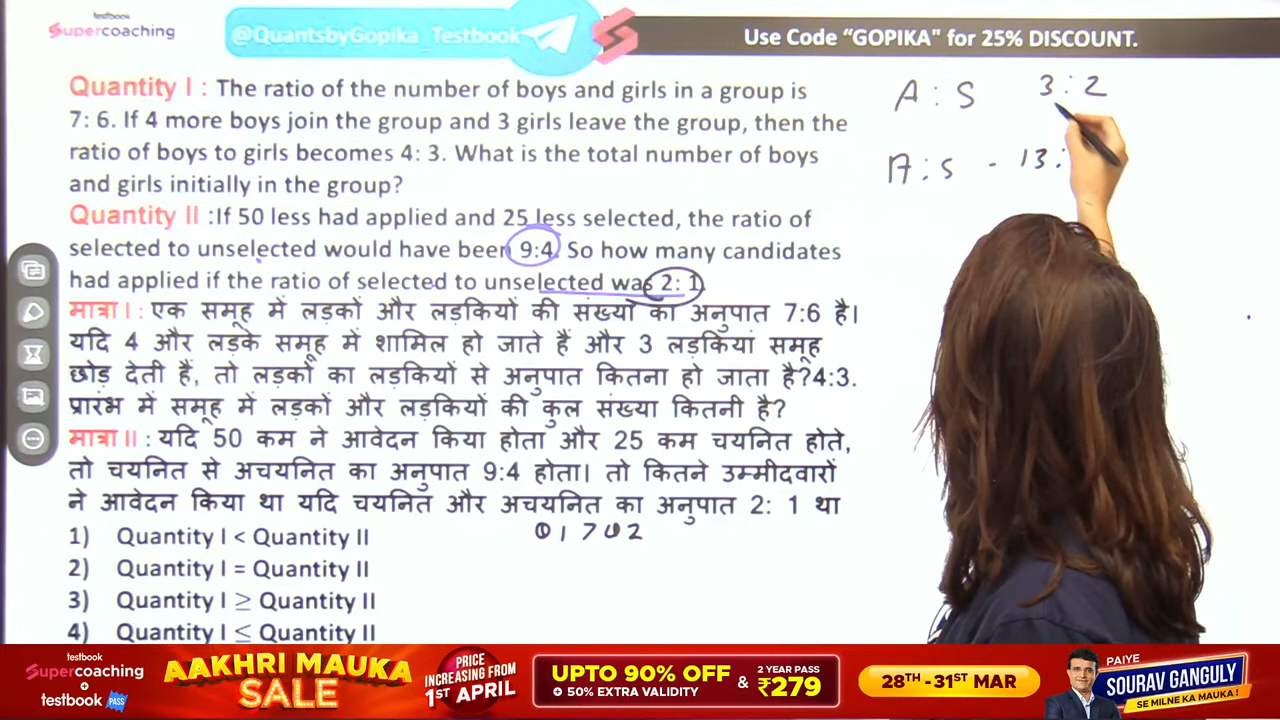 testbook
Supercoaching
@QuantsbyGopika Testbook
Use Code “GOPIKA" for 25% DISCOUNT.
Quantity I : The ratio of the number of boys and girls in a group is
7: 6. If 4 more boys join the group and 3 girls leave the group, then the
ratio of boys to girls becomes 4: 3. What is the total number of boys
and girls initially in the group?
Quantity II :If 50 less had applied and 25 less selected, the ratio of
selected to unselected would have been 9:4. So how many candidates
had applied if the ratio of selected to unselected was 2: 1
मात्रा I : एक समूह में लड़कों और लड़कियों की संख्या का अनुपात 7:6 है।
यदि 4 और लड़के समूह में शामिल हो जाते हैं और 3 लड़कियां समूह
छोड़ देती हैं, तो लड़कों का लड़कियों से अनुपात कितना हो जाता है?4:3.
प्रारंभ में समूह में लड़कों और लड़कियों की कुल संख्या कितनी है?
मात्रा II : यदि 50 कम ने आवेदन किया होता और 25 कम चयनित होते,
तो चयनित से अचयनित का अनुपात 9:4 होता। तो कितने उम्मीदवारों
ने आवेदन किया था यदि चयनित और अचयनित का अनुपात 2: 1 था
1) Quantity I < Quantity II
2) Quantity I = Quantity II
3) Quantity I ≥ Quantity II
4) Quantity I ≤ Quantity II
A : S 3 : 2
A : S - 13 :
testbook
Supercoaching
+
testbook PASS
AAKHRI MAUKA
SALE
PRICE
INCREASING FROM
1ST APRIL
UPTO 90% OFF
+ 50% EXTRA VALIDITY
&
2 YEAR PASS
₹279
28TH - 31ST MAR
PAIYE
SOURAV GANGULY
SE MILNE KA MAUKA !